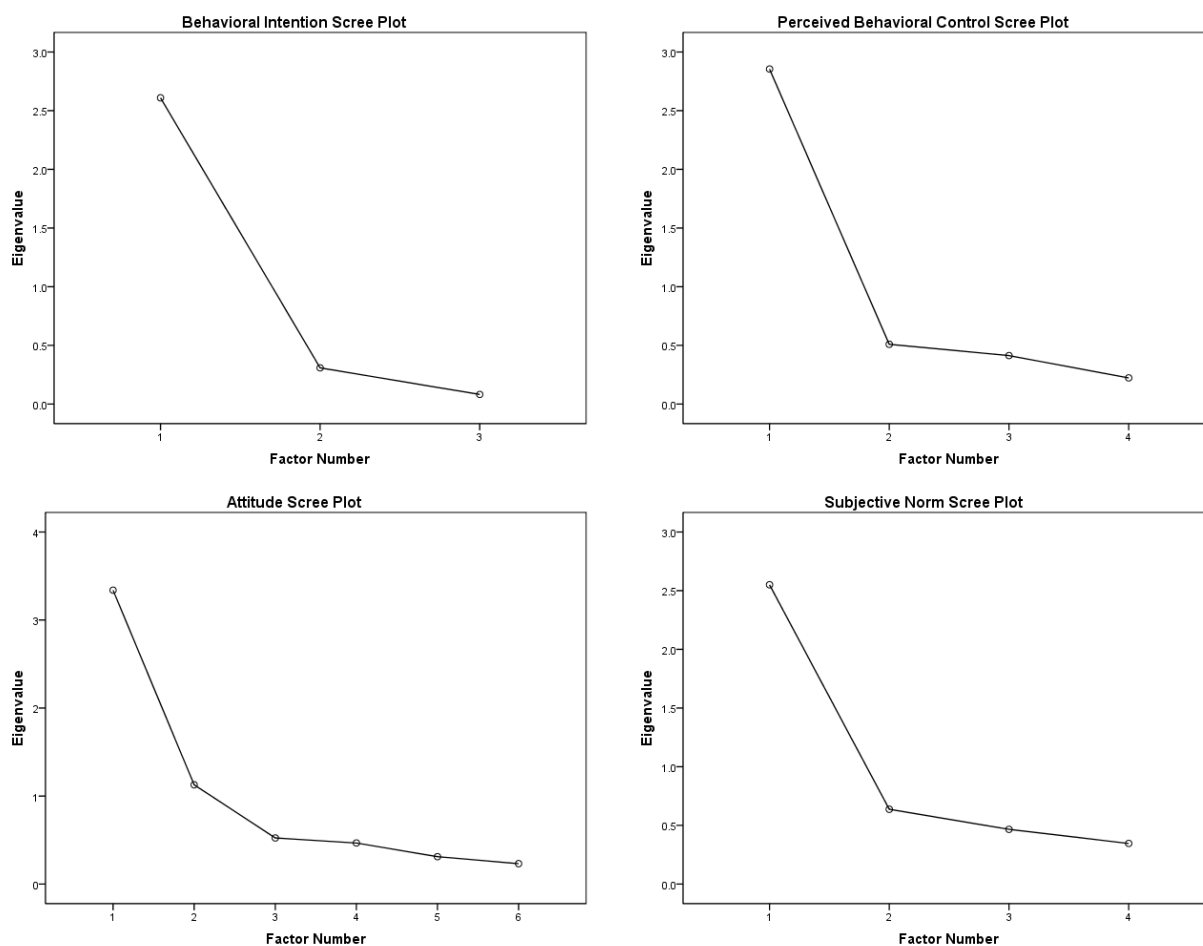 Behavioral Intention Scree Plot
3.0
2.5
2.0
1.5
1.0
0.5
0.0
Eigenvalue
1 2 3
Factor Number
Perceived Behavioral Control Scree Plot
3.0
2.5
2.0
1.5
1.0
0.5
0.0
Eigenvalue
1 2 3 4
Factor Number
Attitude Scree Plot
4
3
2
1
0
Eigenvalue
1 2 3 4 5 6
Factor Number
Subjective Norm Scree Plot
3.0
2.5
2.0
1.5
1.0
0.5
0.0
Eigenvalue
1 2 3 4
Factor Number